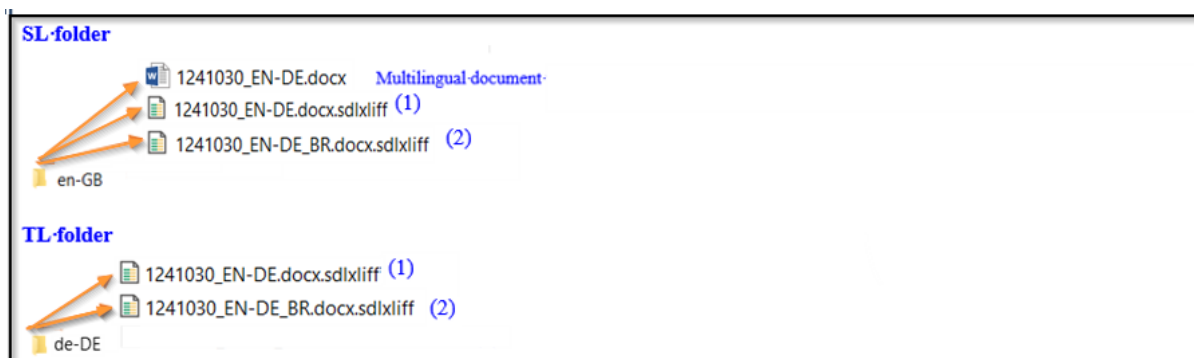 SL·folder
1241030_EN-DE.docx Multilingual·document·
1241030_EN-DE.docx.sdlxliff (1)
1241030_EN-DE_BR.docx.sdlxliff (2)
en-GB
TL·folder
1241030_EN-DE.docx.sdlxliff (1)
1241030_EN-DE_BR.docx.sdlxliff (2)
de-DE